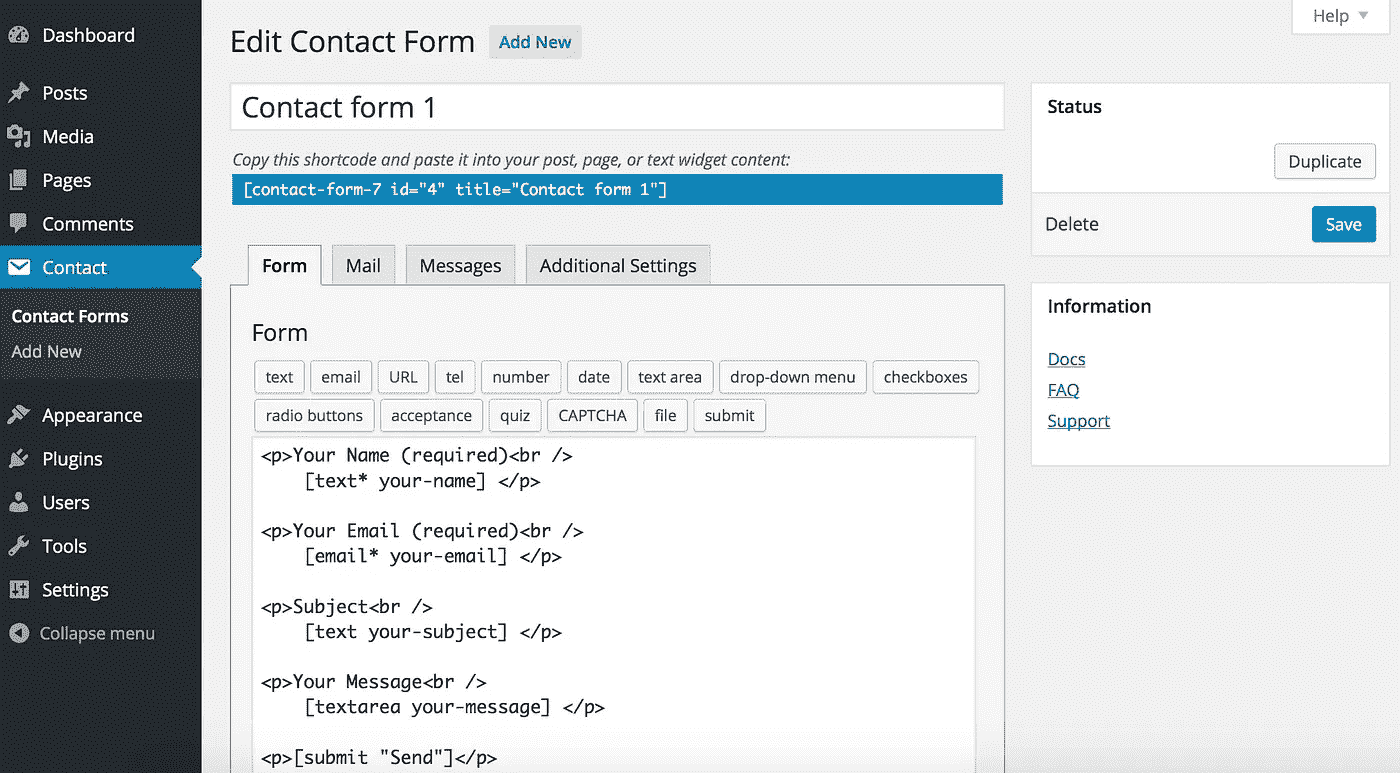 Dashboard
Posts
Media
Pages
Comments
Contact
Contact Forms
Add New
Appearance
Plugins
Users
Tools
Settings
Collapse menu
Help
Edit Contact Form Add New
Contact form 1
Copy this shortcode and paste it into your post, page, or text widget content:
[contact-form-7 id="4" title="Contact form 1"]
Form Mail Messages Additional Settings
Form
text email URL tel number date text area drop-down menu checkboxes
radio buttons acceptance quiz CAPTCHA file submit
<p>Your Name (required)<br />
[text* your-name] </p>
<p>Your Email (required)<br />
[email* your-email] </p>
<p>Subject<br />
[text your-subject] </p>
<p>Your Message<br />
[textarea your-message] </p>
<p>[submit "Send"]</p>
Status
Duplicate
Delete Save
Information
Docs
FAQ
Support